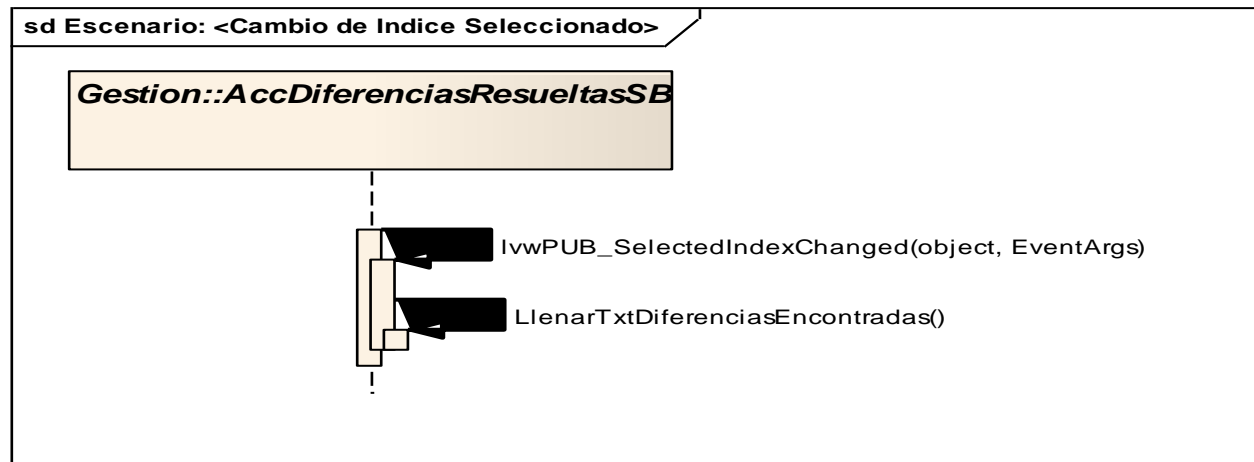 sd Escenario: <Cambio de Indice Seleccionado>
Gestion::AccDiferenciasResueltasSB
lvwPUB_SelectedIndexChanged(object, EventArgs)
LlenarTxtDiferenciasEncontradas()